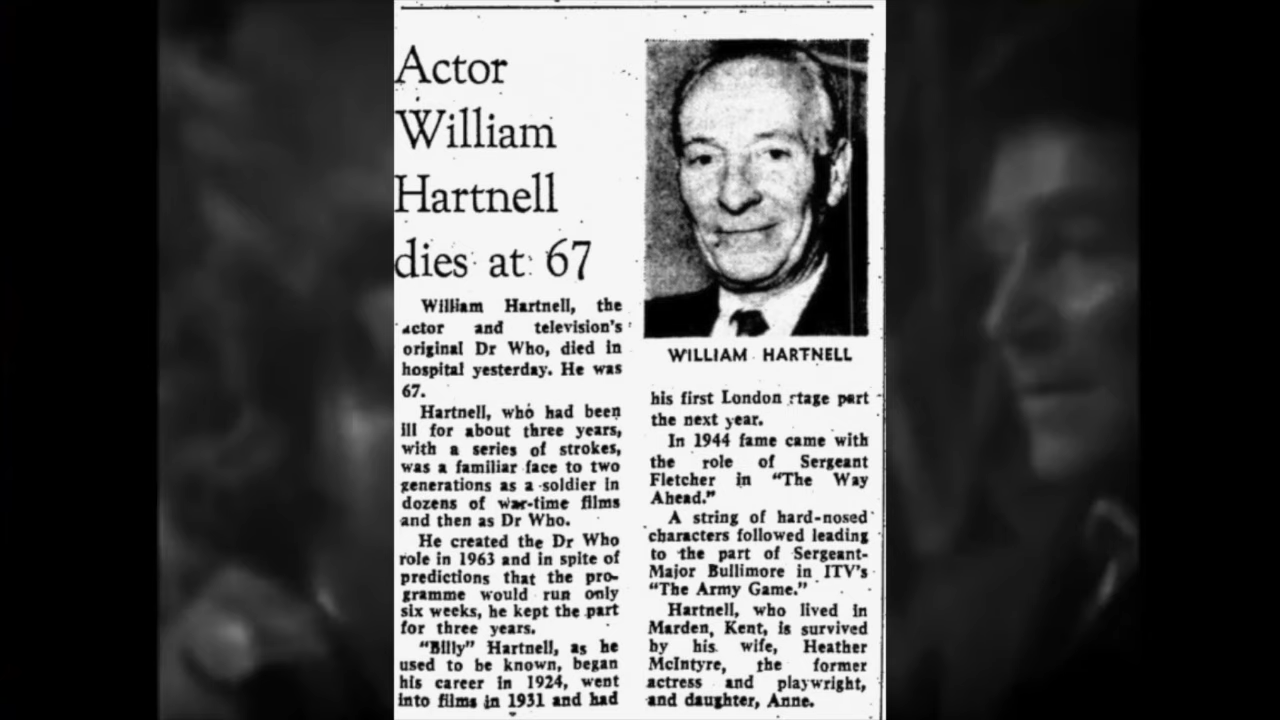 Actor
William
Hartnell
dies at 67
William Hartnell, the
actor and television's
original Dr Who, died in
hospital yesterday. He was
67.
Hartnell, who had been
ill for about three years,
with a series of strokes,
was a familiar face to two
generations as a soldier in
dozens of war-time films
and then as Dr Who.
He created the Dr Who
role in 1963 and in spite of
predictions that the pro-
gramme would run only
six weeks, he kept the part
for three years.
"Billy" Hartnell, as he
used to be known, began
his career in 1924, went
into films in 1931 and had
WILLIAM HARTNELL
his first London stage part
the next year.
In 1944 fame came with
the role of Sergeant
Fletcher in "The Way
Ahead."
A string of hard-nosed
characters followed leading
to the part of Sergeant-
Major Bullimore in ITV's
"The Army Game."
Hartnell, who lived in
Marden, Kent, is survived
by his wife, Heather
McIntyre, the former
actress and playwright,
and daughter, Anne.